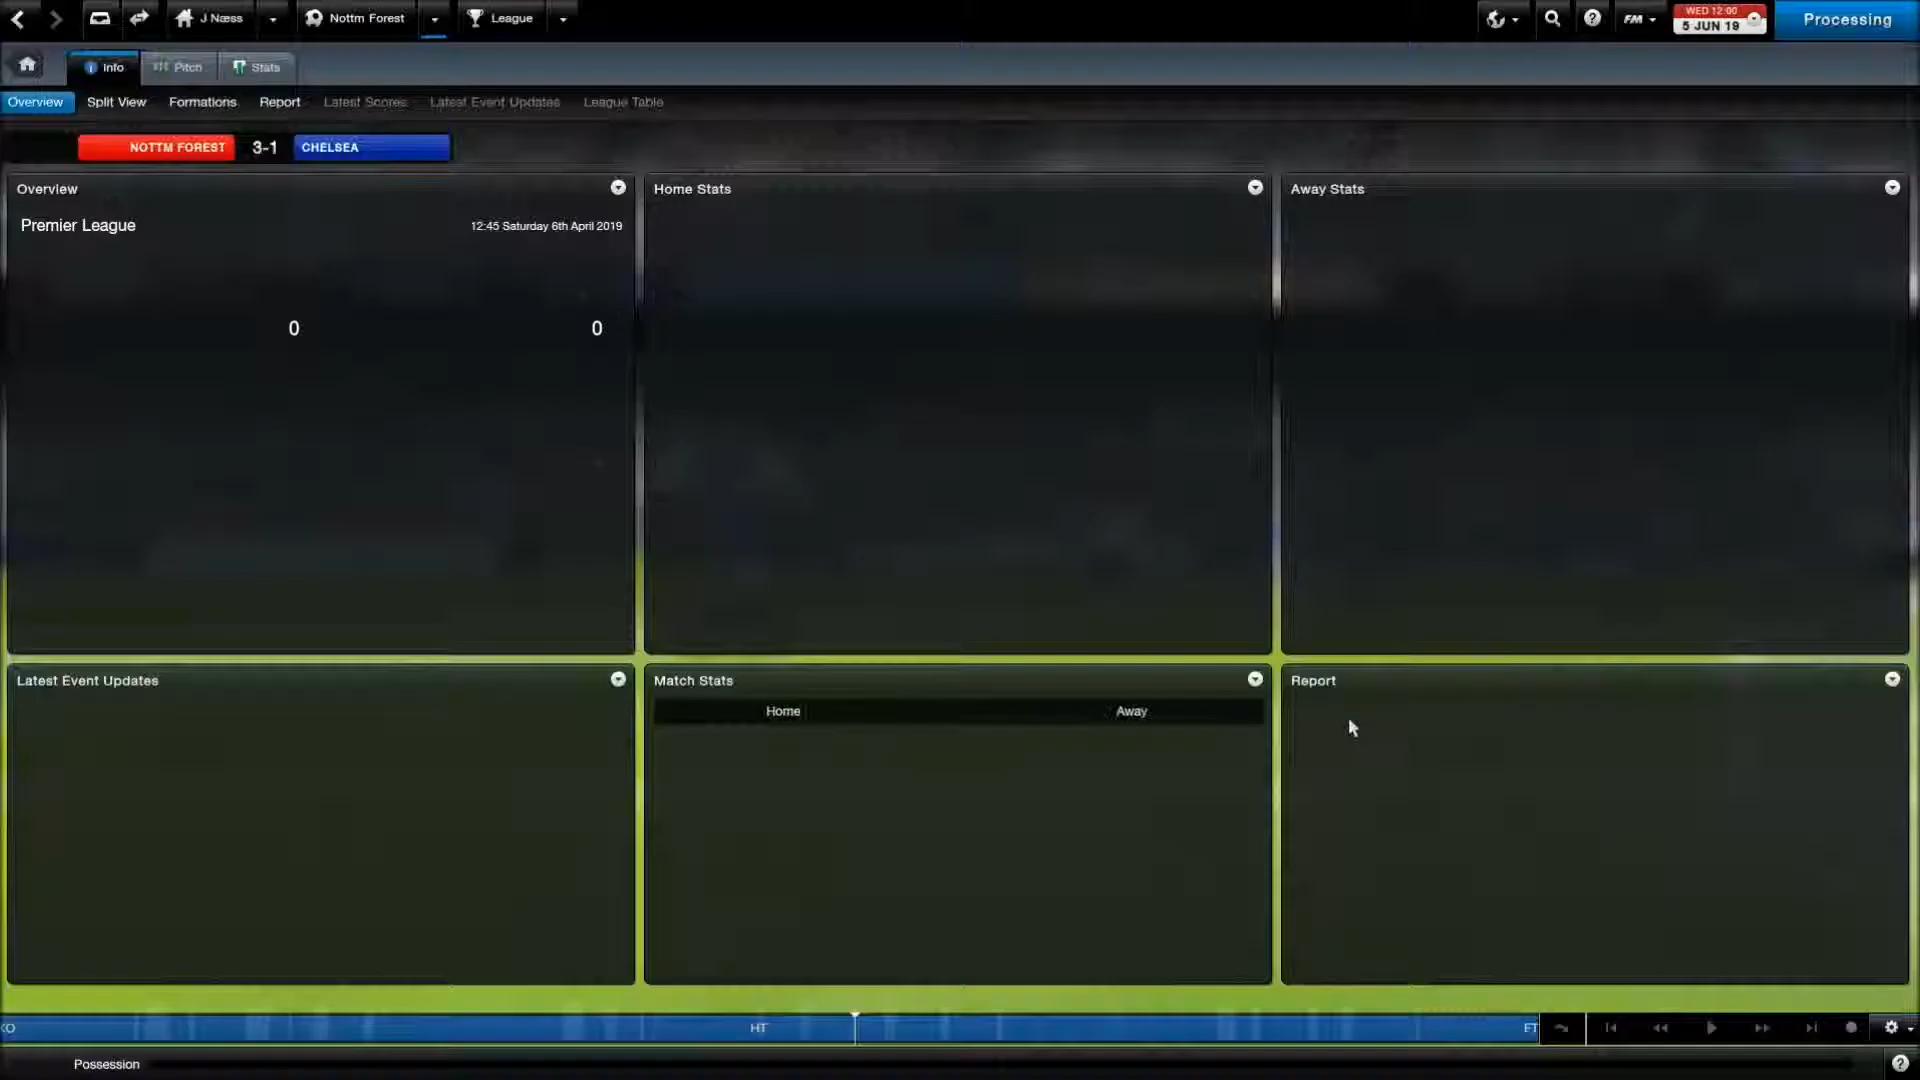 J Næss
Nottm Forest
League
FM
WED 12:00
5 JUN 19
Processing
Info
Pitch
Stats
Overview
Split View
Formations
Report
Latest Scores
Latest Event Updates
League Table
NOTTM FOREST
3-1
CHELSEA
Overview
Home Stats
Away Stats
Premier League
12:45 Saturday 6th April 2019
0
0
Latest Event Updates
Match Stats
Report
Home
Away
KO
HT
FT
Possession